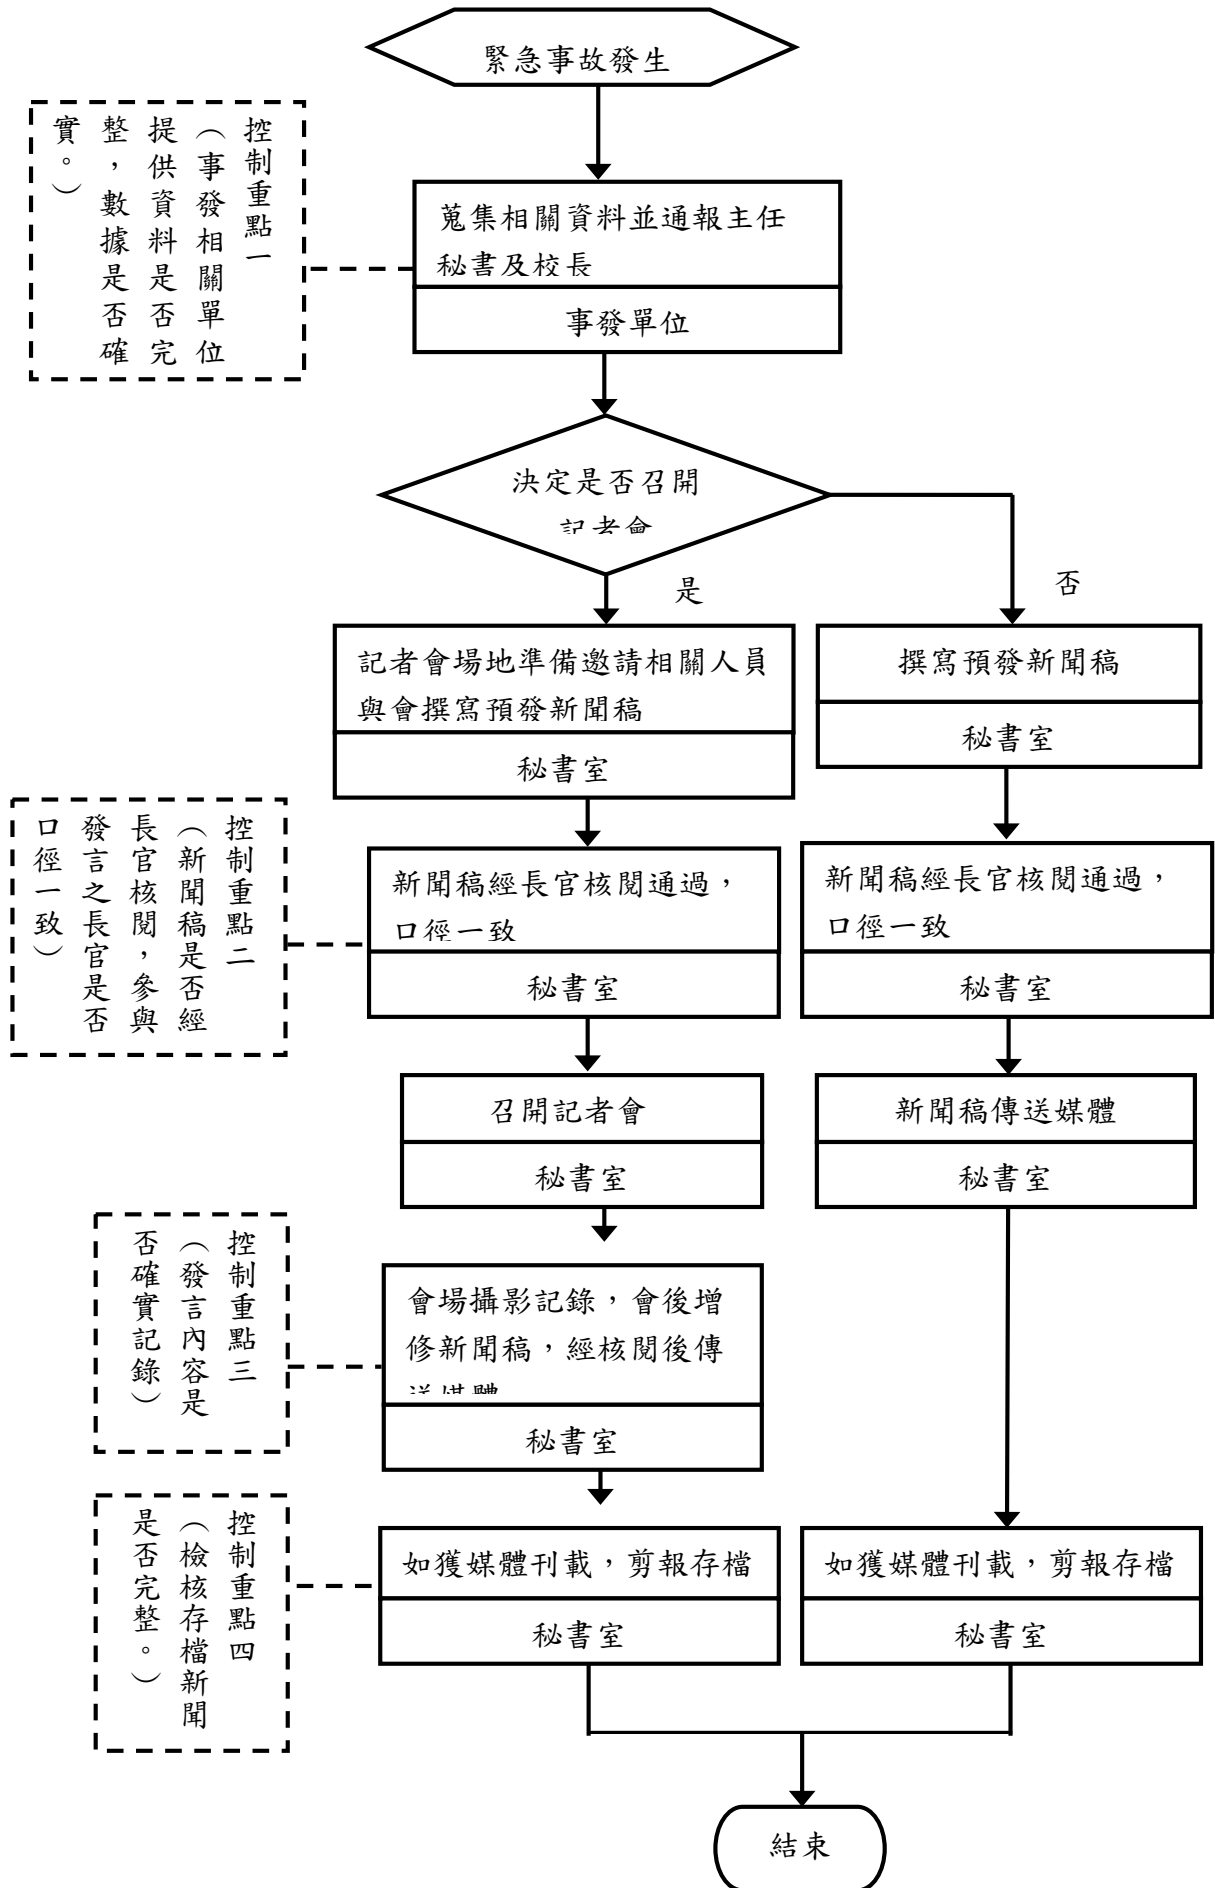 緊急事故發生
控制重點一
（事發相關單位
提供資料是否完
整，數據是否確
實。）
蒐集相關資料並通報主任
秘書及校長
事發單位
決定是否召開
記者會
是
否
記者會場地準備邀請相關人員
與會撰寫預發新聞稿
秘書室
撰寫預發新聞稿
秘書室
控制重點二
（新聞稿是否經
長官核閱，參與
發言之長官是否
口徑一致）
新聞稿經長官核閱通過，
口徑一致
秘書室
新聞稿經長官核閱通過，
口徑一致
秘書室
召開記者會
秘書室
新聞稿傳送媒體
秘書室
控制重點三
（發言內容是
否確實記錄）
會場攝影記錄，會後增
修新聞稿，經核閱後傳
送媒體
秘書室
控制重點四
（檢核存檔新聞
是否完整。）
如獲媒體刊載，剪報存檔
秘書室
如獲媒體刊載，剪報存檔
秘書室
結束